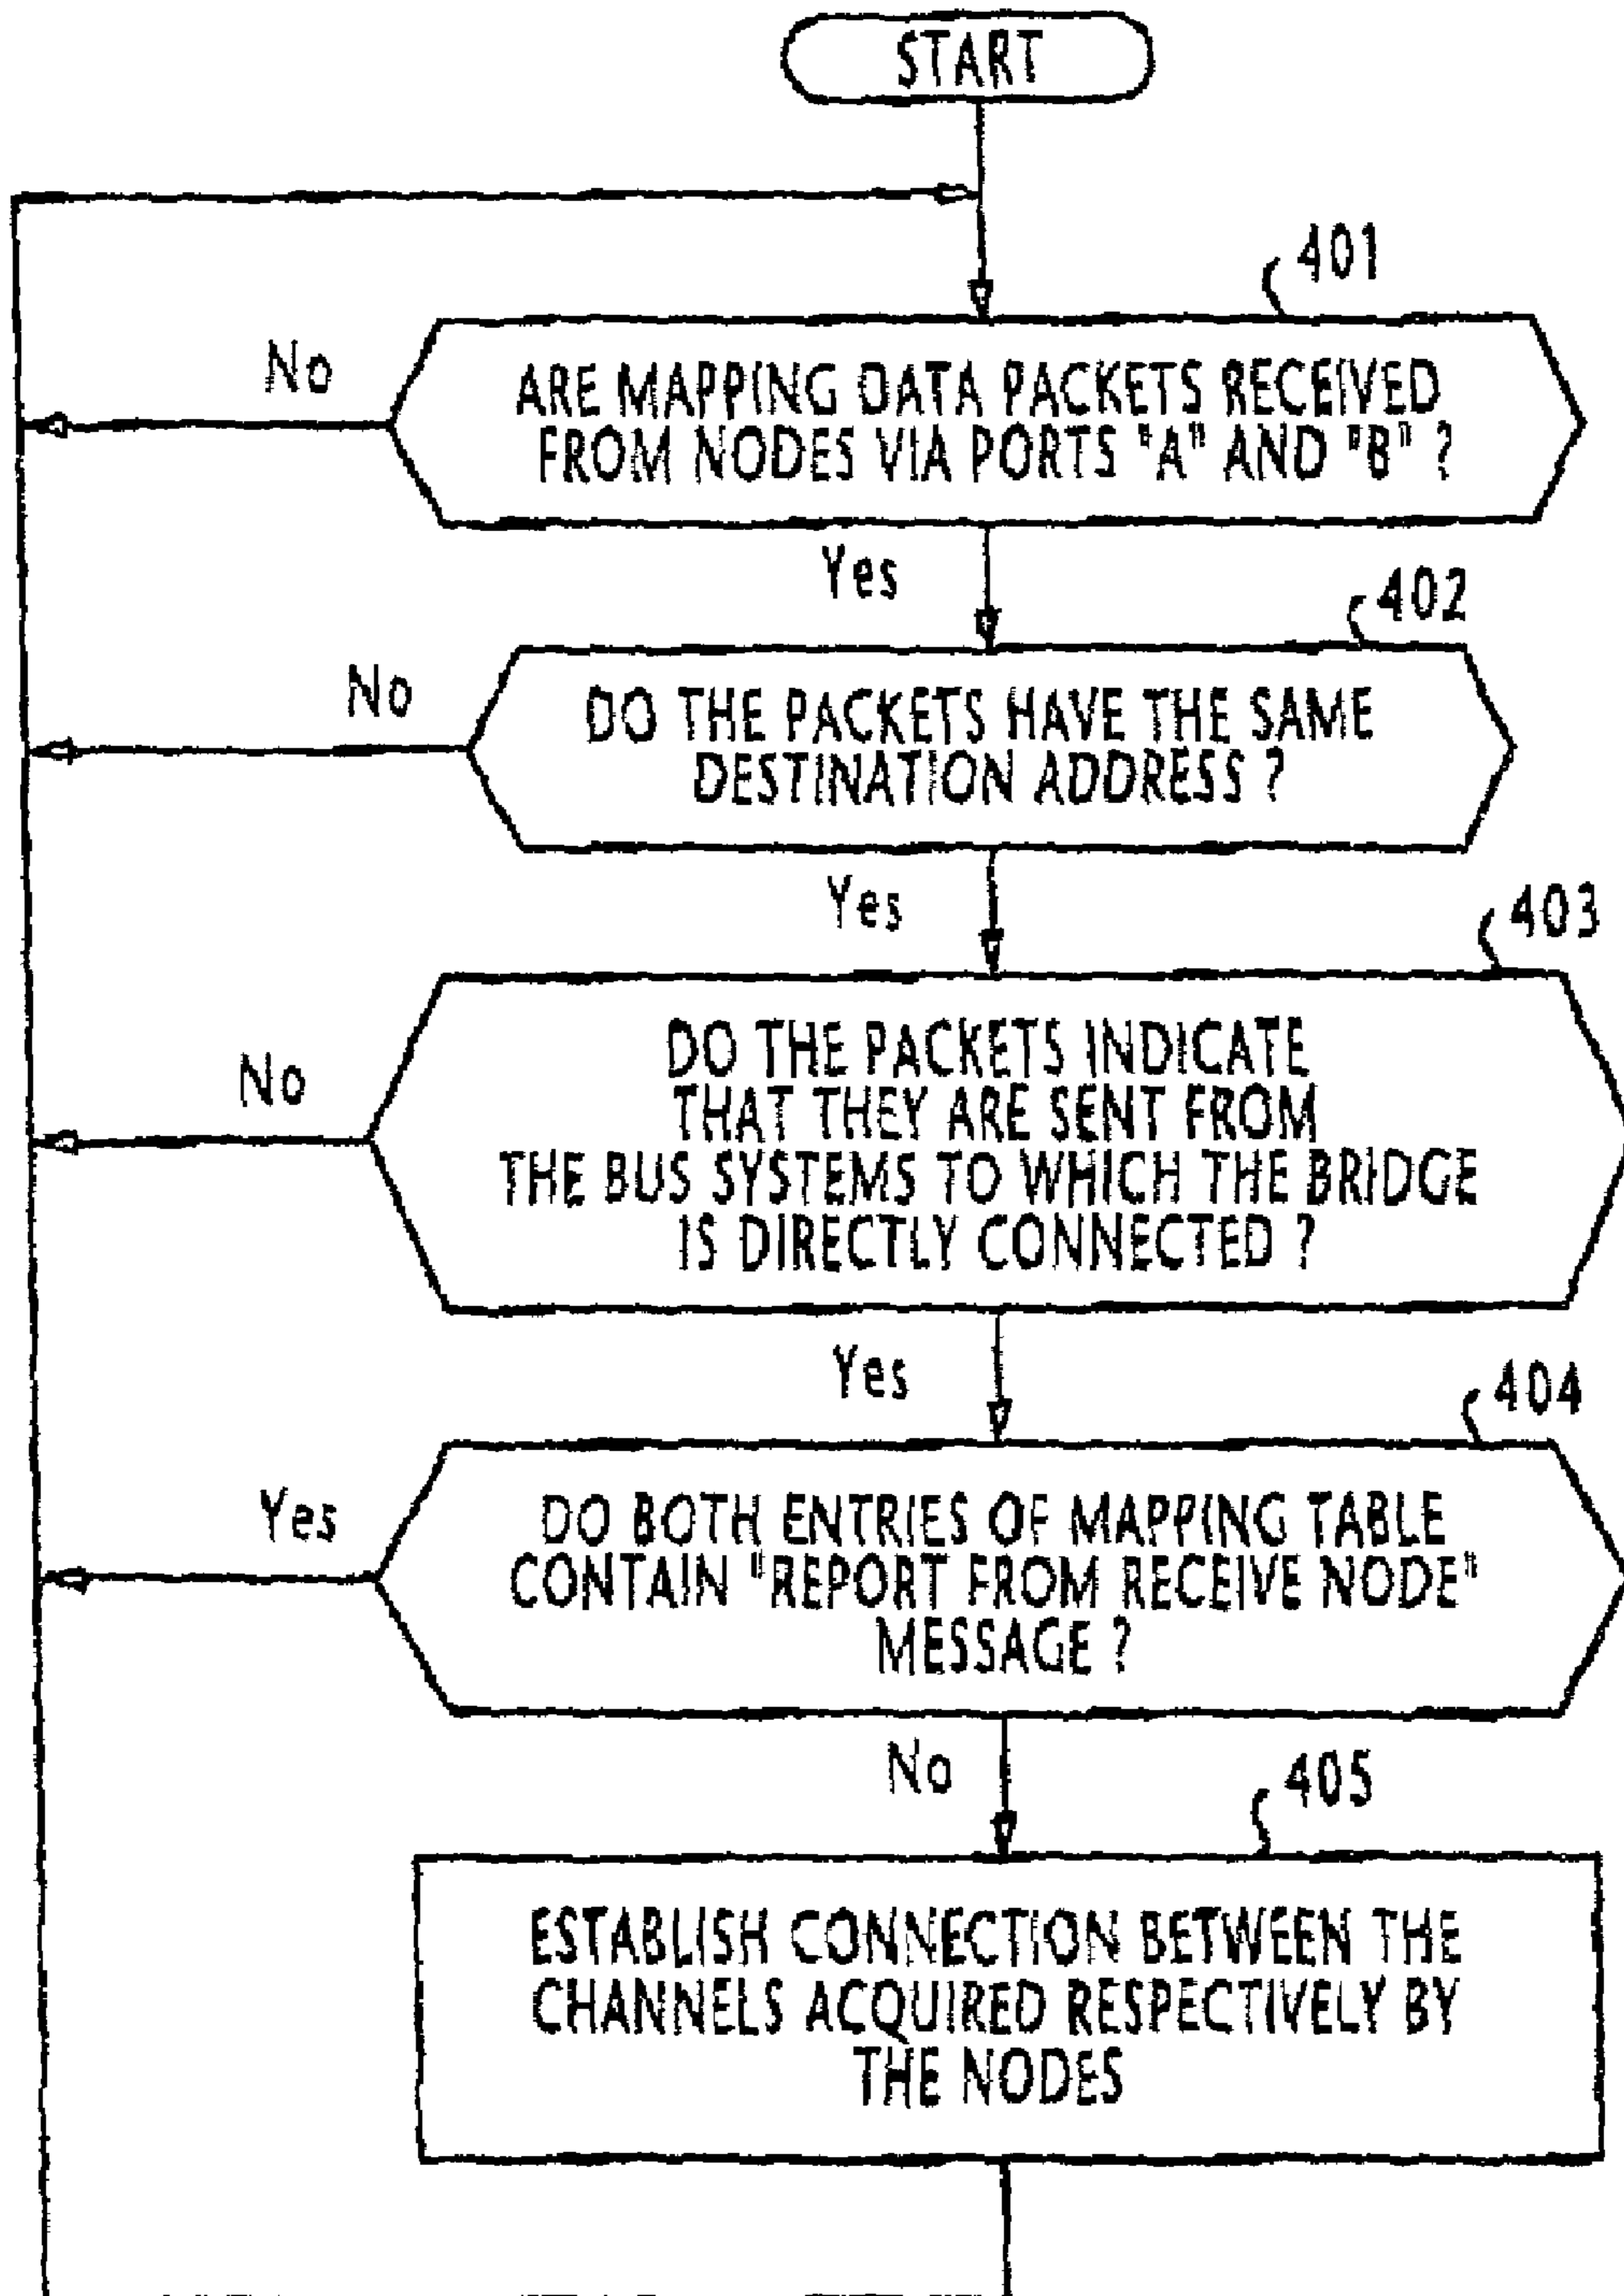 START
401
No
ARE MAPPING DATA PACKETS RECEIVED
FROM NODES VIA PORTS "A" AND "B" ?
Yes
402
No
DO THE PACKETS HAVE THE SAME
DESTINATION ADDRESS ?
Yes
403
No
DO THE PACKETS INDICATE
THAT THEY ARE SENT FROM
THE BUS SYSTEMS TO WHICH THE BRIDGE
IS DIRECTLY CONNECTED ?
Yes
404
Yes
DO BOTH ENTRIES OF MAPPING TABLE
CONTAIN "REPORT FROM RECEIVE NODE"
MESSAGE ?
No
405
ESTABLISH CONNECTION BETWEEN THE
CHANNELS ACQUIRED RESPECTIVELY BY
THE NODES